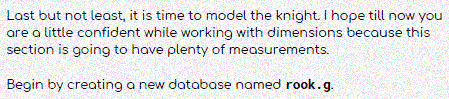 Last but not least, it is time to model the knight. I hope till now you
are a little confident while working with dimensions because this
section is going to have plenty of measurements.
Begin by creating a new database named rook.g.